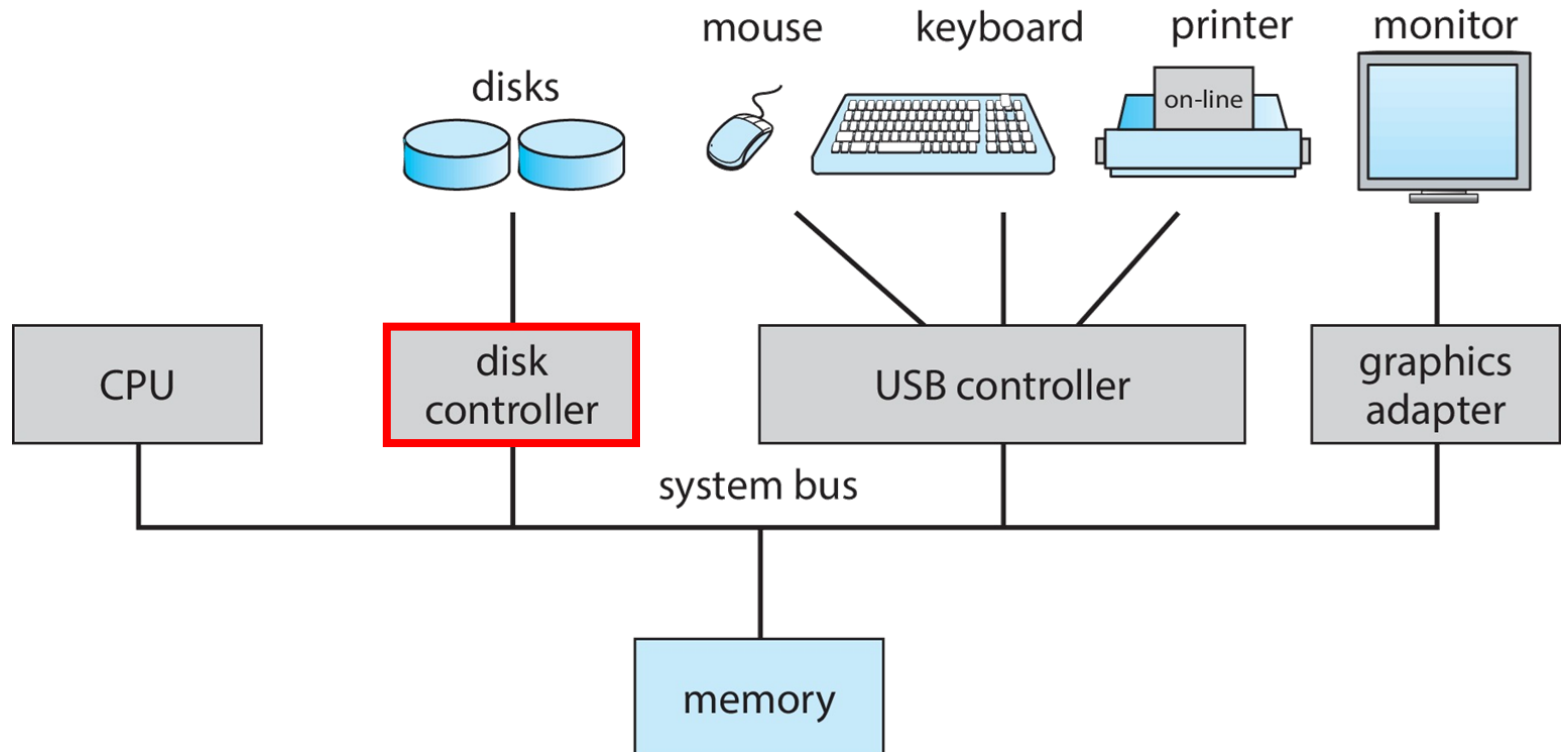 mouse
keyboard
printer
monitor
disks
on-line
CPU
disk
controller
USB controller
graphics
adapter
system bus
memory